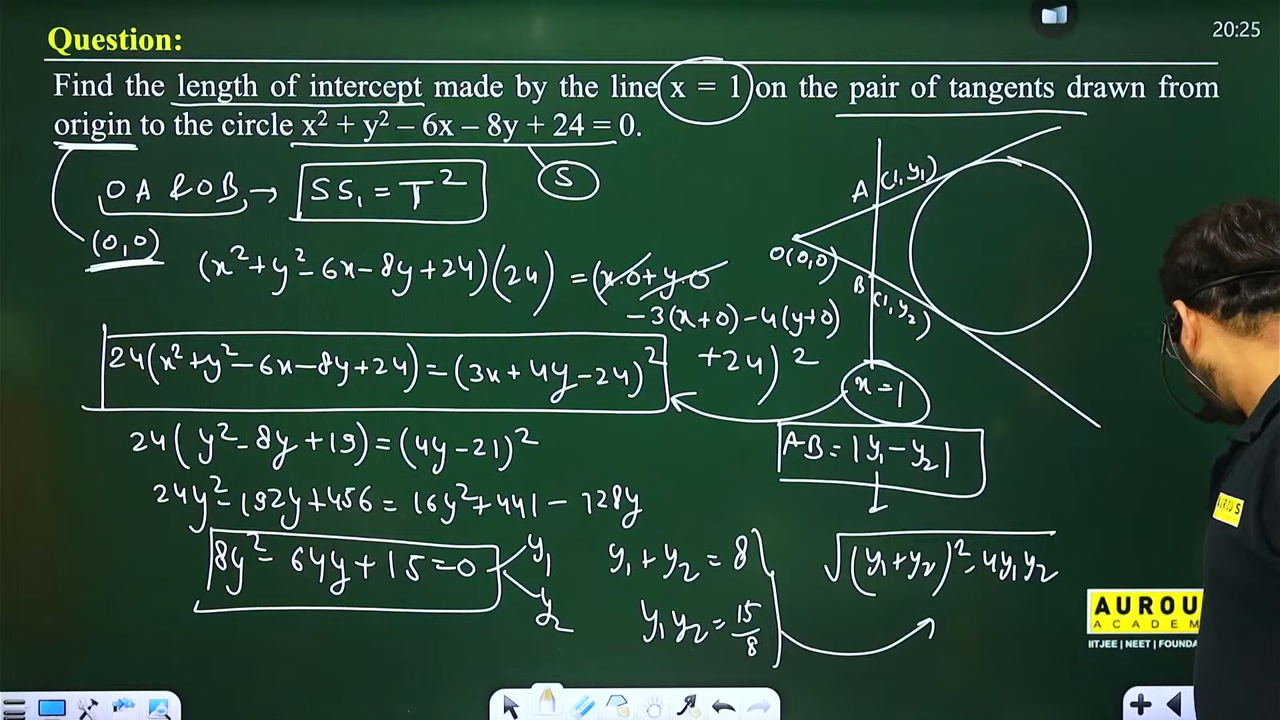 20:25
Question:
Find the length of intercept made by the line x = 1 on the pair of tangents drawn from
origin to the circle x² + y² – 6x – 8y + 24 = 0.
S
OA & OB → SS₁ = T²
(0,0)
(x²+y²-6x-8y+24)(24) = (x.0+y.0
-3(x+0)-4(y+0)
+24)²
24(x²+y²-6x-8y+24)=(3x+4y-24)²
24(y²-8y+19)=(4y-21)²
24y²-192y+456=16y²+441-128y
8y²-64y+15=0
y₁
y₂
y₁+y₂=8
y₁y₂=15/8
A (1,y₁)
O(0,0)
B (1,y₂)
x=1
AB=|y₁-y₂|
√(y₁+y₂)²-4y₁y₂
AUROUS
AUROU
ACADEM
IITJEE | NEET | FOUNDA